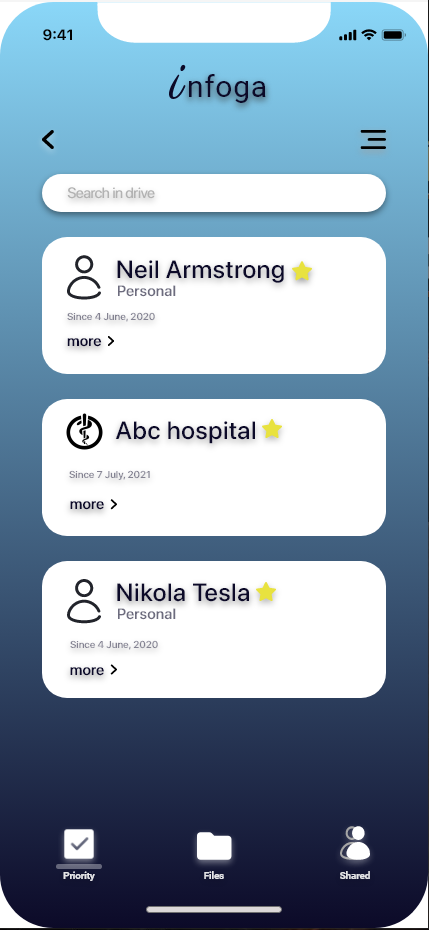 9:41
infoga
Search in drive
Neil Armstrong
Personal
Since 4 June, 2020
more >
Abc hospital
Since 7 July, 2021
more >
Nikola Tesla
Personal
Since 4 June, 2020
more >
Priority Files Shared